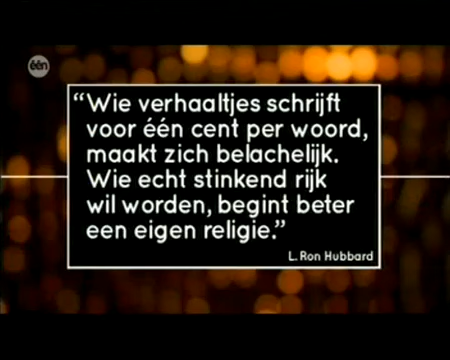 één
“Wie verhaaltjes schrijft
voor één cent per woord,
maakt zich belachelijk.
Wie echt stinkend rijk
wil worden, begint beter
een eigen religie.”
L. Ron Hubbard